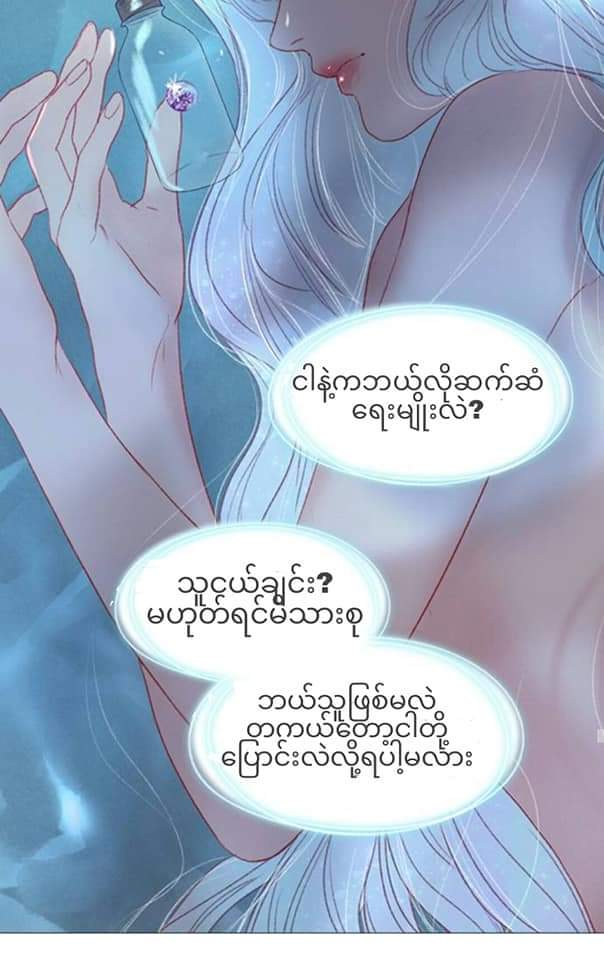 ငါနဲ့ကဘယ်လိုဆက်ဆံ
ရေးမျိုးလဲ?
သူငယ်ချင်း?
မဟုတ်ရင်မိသားစု
ဘယ်သူဖြစ်မလဲ
တကယ်တော့ငါတို့
ပြောင်းလဲလို့ရပါ့မလား